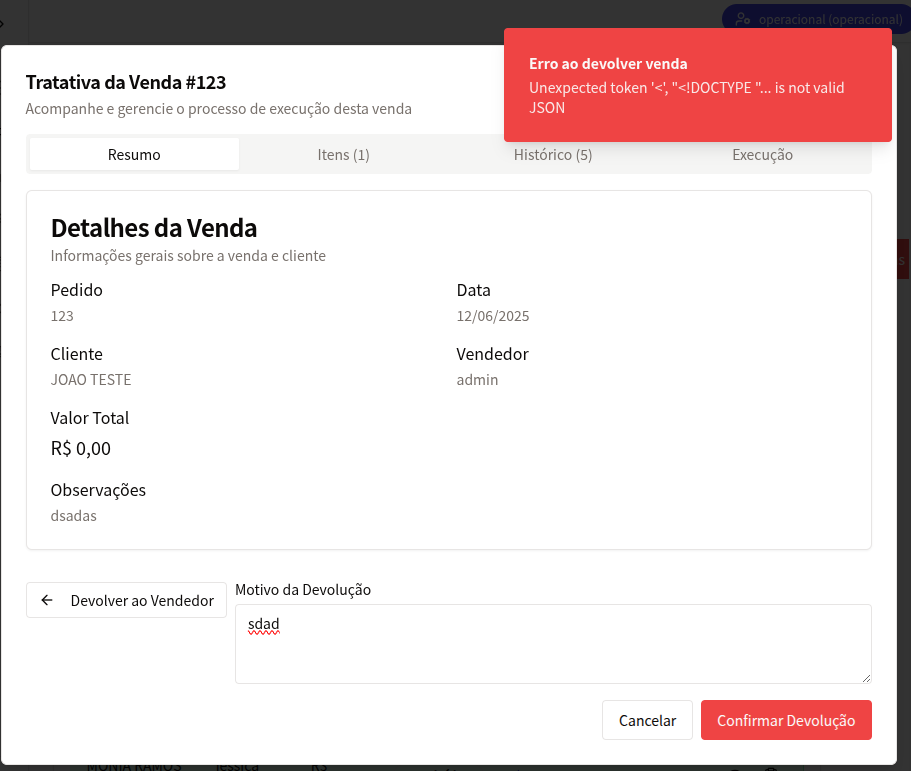 operacional (operacional)
Erro ao devolver venda
Unexpected token '<', "<!DOCTYPE "... is not valid
JSON
Tratativa da Venda #123
Acompanhe e gerencie o processo de execução desta venda
Resumo
Itens (1)
Histórico (5)
Execução
Detalhes da Venda
Informações gerais sobre a venda e cliente
Pedido
Data
123
12/06/2025
Cliente
Vendedor
JOAO TESTE
admin
Valor Total
R$ 0,00
Observações
dsadas
Devolver ao Vendedor
Motivo da Devolução
sdad
Cancelar
Confirmar Devolução